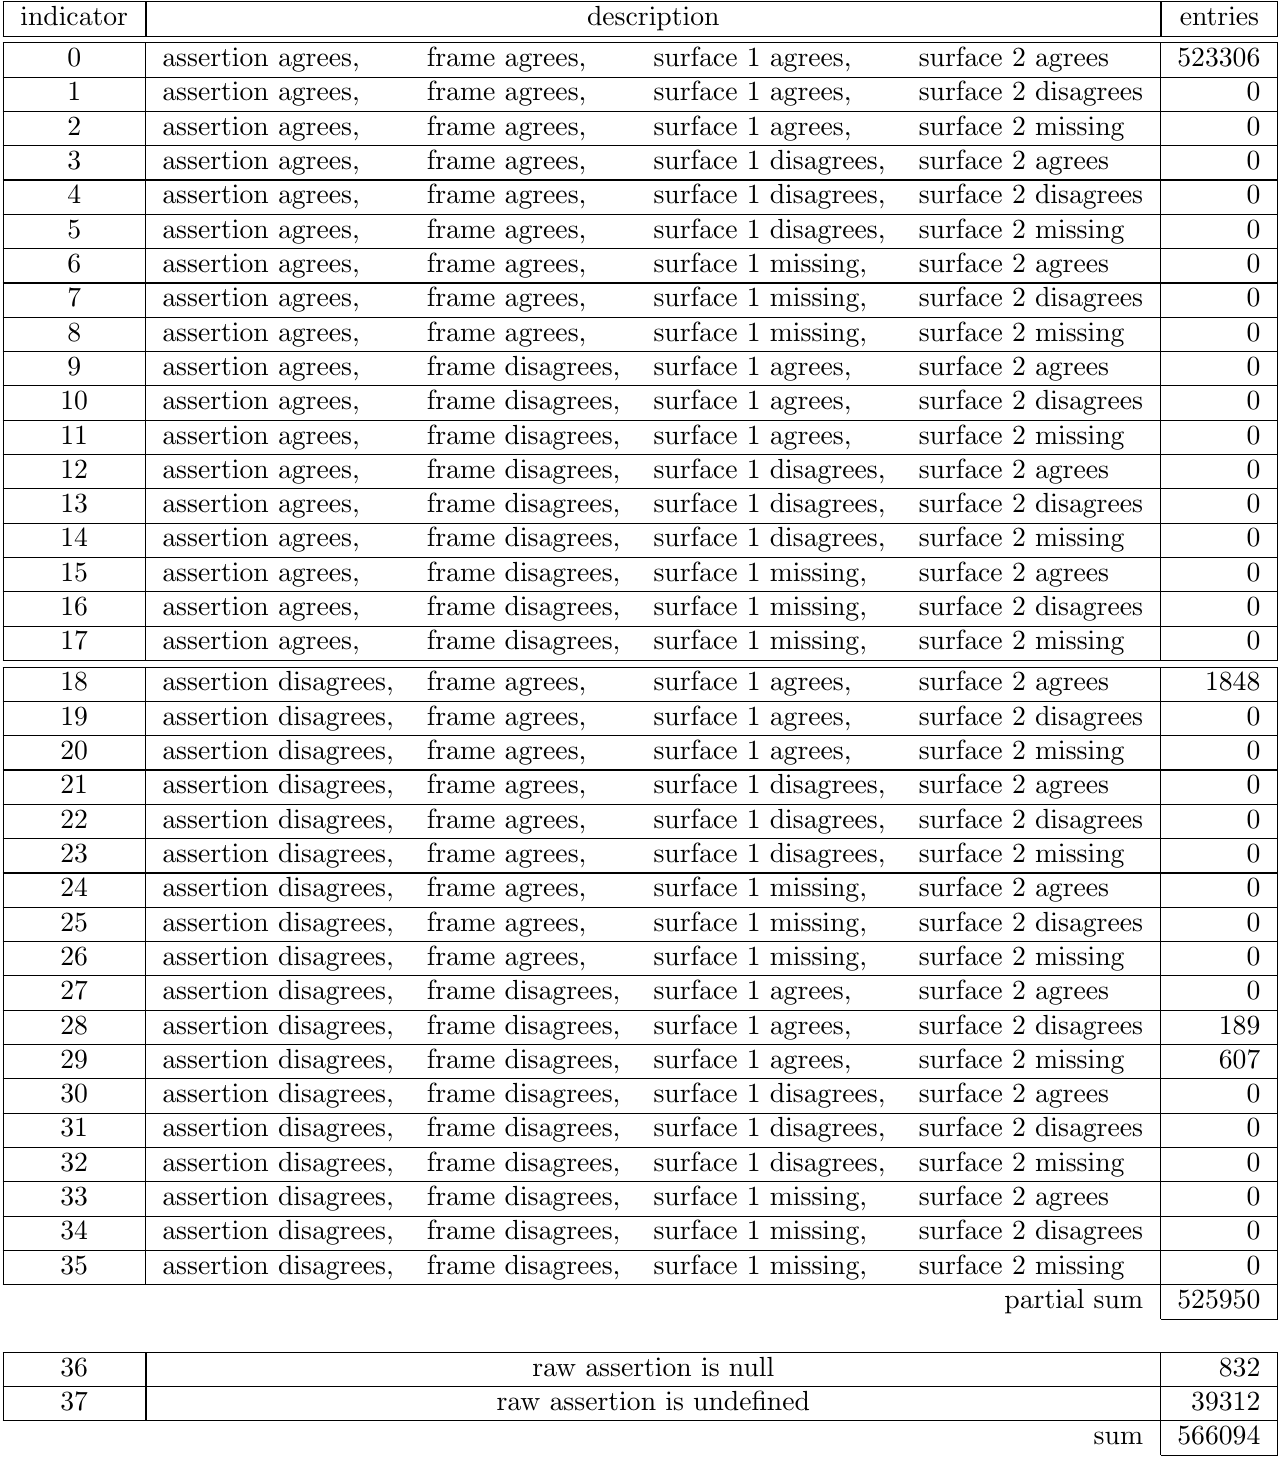 indicator description entries
0 assertion agrees, frame agrees, surface 1 agrees, surface 2 agrees 523306
1 assertion agrees, frame agrees, surface 1 agrees, surface 2 disagrees 0
2 assertion agrees, frame agrees, surface 1 agrees, surface 2 missing 0
3 assertion agrees, frame agrees, surface 1 disagrees, surface 2 agrees 0
4 assertion agrees, frame agrees, surface 1 disagrees, surface 2 disagrees 0
5 assertion agrees, frame agrees, surface 1 disagrees, surface 2 missing 0
6 assertion agrees, frame agrees, surface 1 missing, surface 2 agrees 0
7 assertion agrees, frame agrees, surface 1 missing, surface 2 disagrees 0
8 assertion agrees, frame agrees, surface 1 missing, surface 2 missing 0
9 assertion agrees, frame disagrees, surface 1 agrees, surface 2 agrees 0
10 assertion agrees, frame disagrees, surface 1 agrees, surface 2 disagrees 0
11 assertion agrees, frame disagrees, surface 1 agrees, surface 2 missing 0
12 assertion agrees, frame disagrees, surface 1 disagrees, surface 2 agrees 0
13 assertion agrees, frame disagrees, surface 1 disagrees, surface 2 disagrees 0
14 assertion agrees, frame disagrees, surface 1 disagrees, surface 2 missing 0
15 assertion agrees, frame disagrees, surface 1 missing, surface 2 agrees 0
16 assertion agrees, frame disagrees, surface 1 missing, surface 2 disagrees 0
17 assertion agrees, frame disagrees, surface 1 missing, surface 2 missing 0
18 assertion disagrees, frame agrees, surface 1 agrees, surface 2 agrees 1848
19 assertion disagrees, frame agrees, surface 1 agrees, surface 2 disagrees 0
20 assertion disagrees, frame agrees, surface 1 agrees, surface 2 missing 0
21 assertion disagrees, frame agrees, surface 1 disagrees, surface 2 agrees 0
22 assertion disagrees, frame agrees, surface 1 disagrees, surface 2 disagrees 0
23 assertion disagrees, frame agrees, surface 1 disagrees, surface 2 missing 0
24 assertion disagrees, frame agrees, surface 1 missing, surface 2 agrees 0
25 assertion disagrees, frame agrees, surface 1 missing, surface 2 disagrees 0
26 assertion disagrees, frame agrees, surface 1 missing, surface 2 missing 0
27 assertion disagrees, frame disagrees, surface 1 agrees, surface 2 agrees 0
28 assertion disagrees, frame disagrees, surface 1 agrees, surface 2 disagrees 189
29 assertion disagrees, frame disagrees, surface 1 agrees, surface 2 missing 607
30 assertion disagrees, frame disagrees, surface 1 disagrees, surface 2 agrees 0
31 assertion disagrees, frame disagrees, surface 1 disagrees, surface 2 disagrees 0
32 assertion disagrees, frame disagrees, surface 1 disagrees, surface 2 missing 0
33 assertion disagrees, frame disagrees, surface 1 missing, surface 2 agrees 0
34 assertion disagrees, frame disagrees, surface 1 missing, surface 2 disagrees 0
35 assertion disagrees, frame disagrees, surface 1 missing, surface 2 missing 0
partial sum 525950
36 raw assertion is null 832
37 raw assertion is undefined 39312
sum 566094